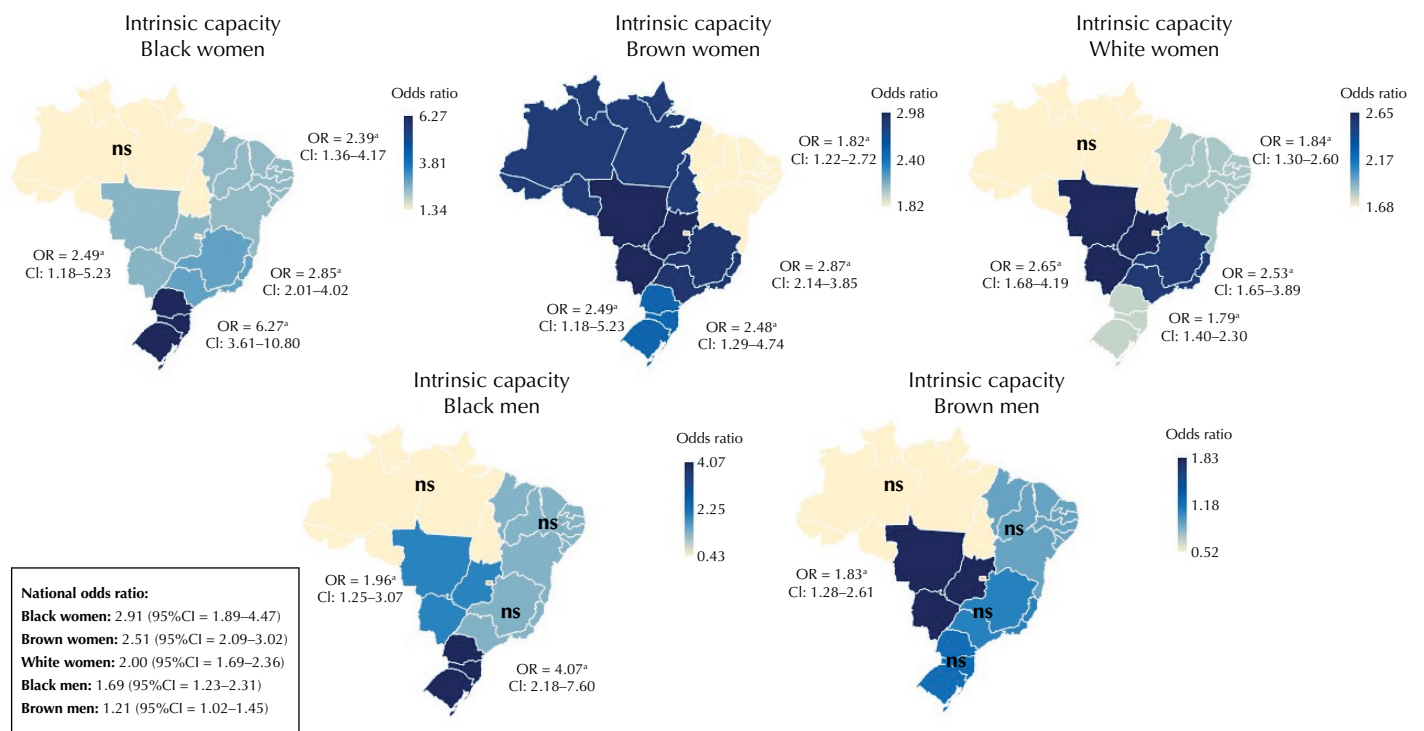 Intrinsic capacity
Black women
Odds ratio
6.27
3.81
1.34
ns
OR = 2.39ᵃ
CI: 1.36–4.17
OR = 2.49ᵃ
CI: 1.18–5.23
OR = 2.85ᵃ
CI: 2.01–4.02
OR = 6.27ᵃ
CI: 3.61–10.80
Intrinsic capacity
Brown women
Odds ratio
2.98
2.40
1.82
OR = 1.82ᵃ
CI: 1.22–2.72
OR = 2.87ᵃ
CI: 2.14–3.85
OR = 2.49ᵃ
CI: 1.18–5.23
OR = 2.48ᵃ
CI: 1.29–4.74
Intrinsic capacity
White women
Odds ratio
2.65
2.17
1.68
ns
OR = 1.84ᵃ
CI: 1.30–2.60
OR = 2.65ᵃ
CI: 1.68–4.19
OR = 2.53ᵃ
CI: 1.65–3.89
OR = 1.79ᵃ
CI: 1.40–2.30
Intrinsic capacity
Black men
Odds ratio
4.07
2.25
0.43
ns
ns
OR = 1.96ᵃ
CI: 1.25–3.07
ns
OR = 4.07ᵃ
CI: 2.18–7.60
Intrinsic capacity
Brown men
Odds ratio
1.83
1.18
0.52
ns
ns
OR = 1.83ᵃ
CI: 1.28–2.61
ns
ns
National odds ratio:
Black women: 2.91 (95%CI = 1.89–4.47)
Brown women: 2.51 (95%CI = 2.09–3.02)
White women: 2.00 (95%CI = 1.69–2.36)
Black men: 1.69 (95%CI = 1.23–2.31)
Brown men: 1.21 (95%CI = 1.02–1.45)